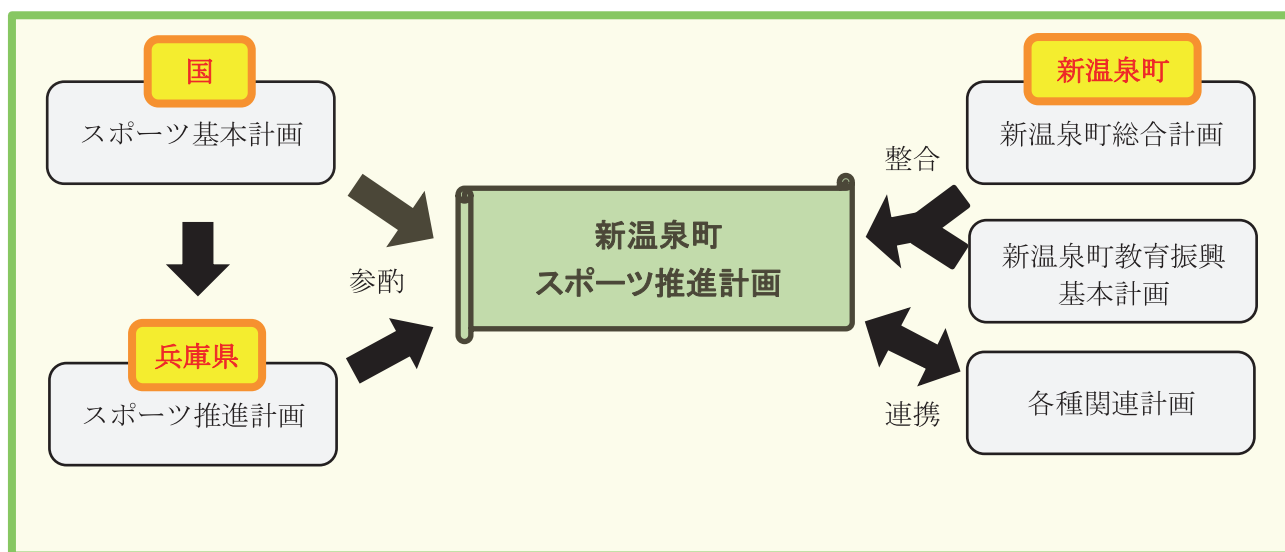 国
スポーツ基本計画
兵庫県
スポーツ推進計画
参酌
新温泉町
スポーツ推進計画
整合
連携
新温泉町
新温泉町総合計画
新温泉町教育振興
基本計画
各種関連計画